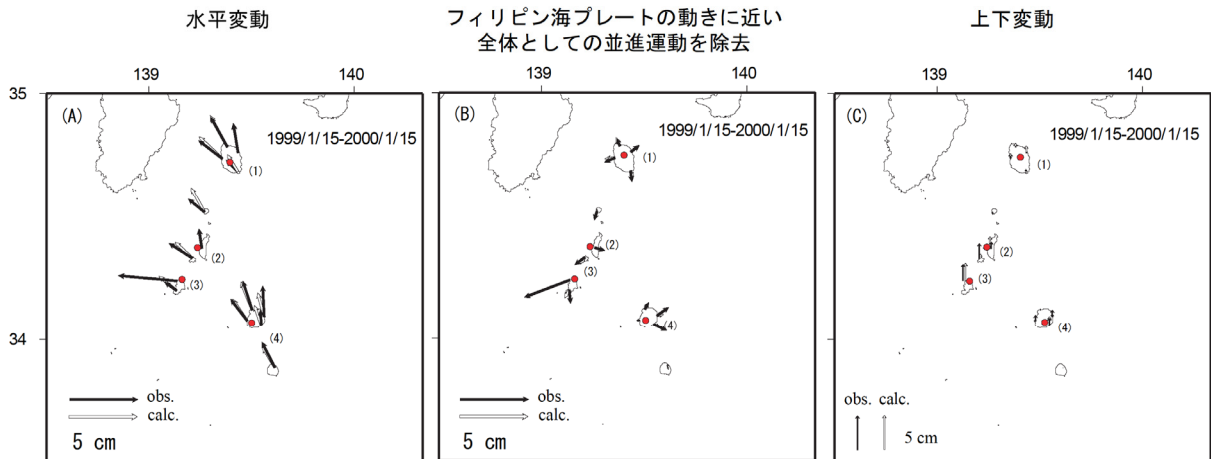 水平変動
139
140
35
34
(A)
1999/1/15-2000/1/15
(1)
(2)
(3)
(4)
obs.
calc.
5 cm
フィリピン海プレートの動きに近い
全体としての並進運動を除去
139
140
(B)
1999/1/15-2000/1/15
(1)
(2)
(3)
(4)
obs.
calc.
5 cm
上下変動
139
140
(C)
1999/1/15-2000/1/15
(1)
(2)
(3)
(4)
obs. calc.
5 cm